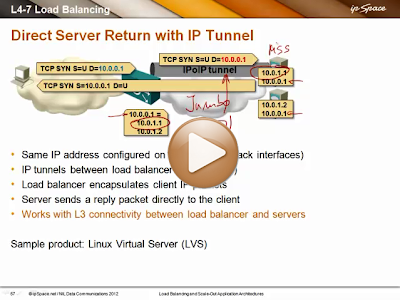 L4-7 Load Balancing
ip Space
Direct Server Return with IP Tunnel
TCP SYN S=U D=10.0.0.1
TCP SYN S=U D=10.0.0.1
MSS
IPoIP tunnel
10.0.1.1
10.0.0.1
TCP SYN S=10.0.0.1 D=U
Jumbo
10.0.1.2
10.0.0.1
10.0.0.1 =
10.0.1.1
10.0.1.2
• Same IP address configured on ack interfaces)
• IP tunnels between load balancer
• Load balancer encapsulates client IP packets
• Server sends a reply packet directly to the client
• Works with L3 connectivity between load balancer and servers
Sample product: Linux Virtual Server (LVS)
67 © ipSpace.net / NIL Data Communications 2012 Load Balancing and Scale-Out Application Architectures